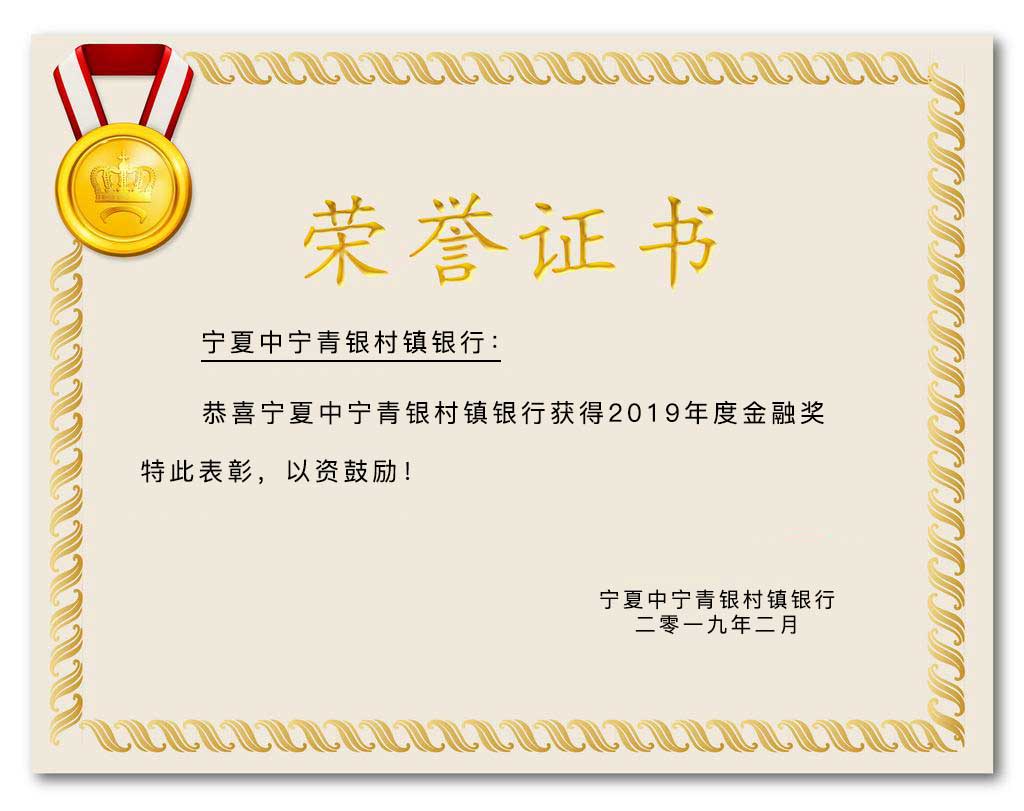 荣誉证书
宁夏中宁青银村镇银行：
恭喜宁夏中宁青银村镇银行获得2019年度金融奖
特此表彰，以资鼓励！
宁夏中宁青银村镇银行
二零一九年二月